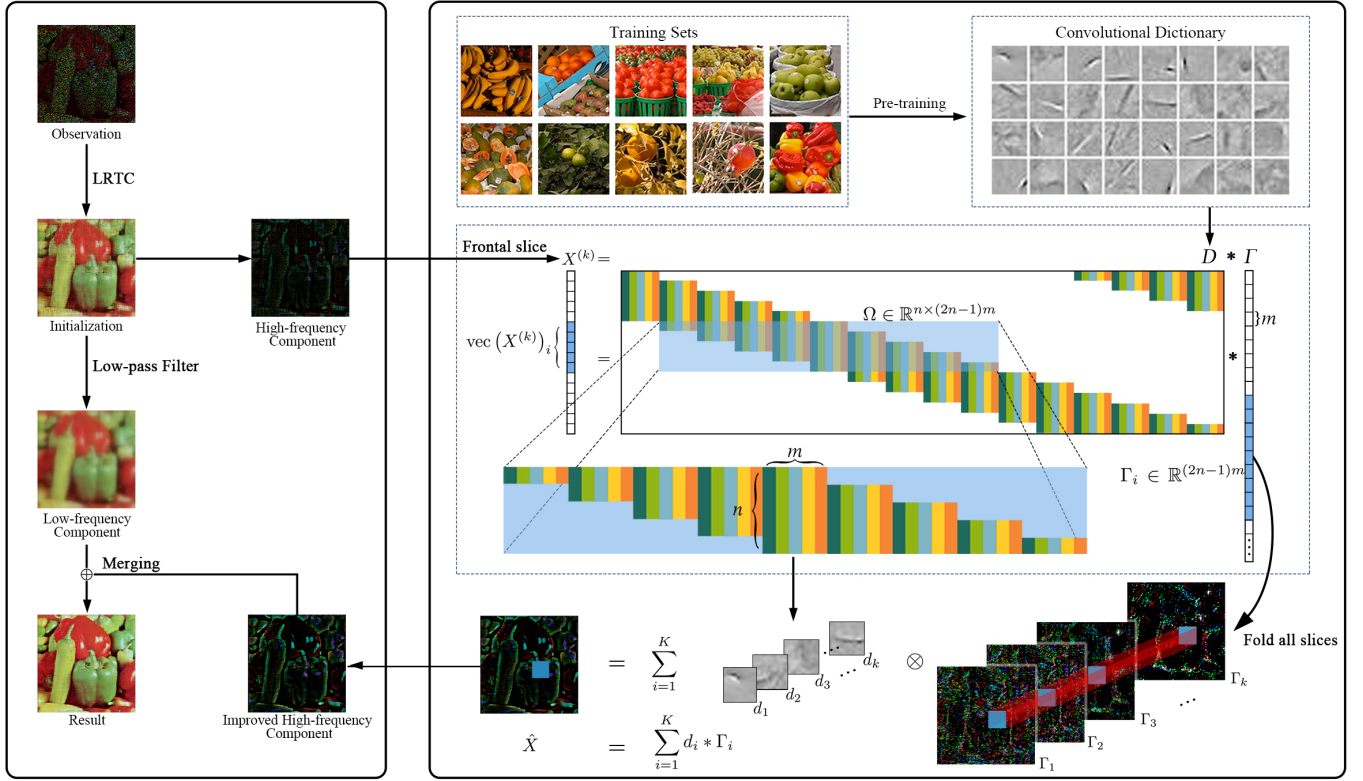 Observation
LRTC
Initialization
High-frequency
Component
Low-pass Filter
Low-frequency
Component
Merging
Result
Improved High-frequency
Component
Training Sets
Pre-training
Convolutional Dictionary
Frontal slice
X^{(k)} =
D * Γ
Ω ∈ ℝ^{n×(2n−1)m}
}m
vec (X^{(k)})_i {
=
*
m
n
Γ_i ∈ ℝ^{(2n−1)m}
⋮
Fold all slices
= \sum_{i=1}^{K}
d_1
d_2
d_3
d_k
⊗
Γ_1
Γ_2
Γ_3
Γ_k
X̂ = \sum_{i=1}^{K} d_i * Γ_i